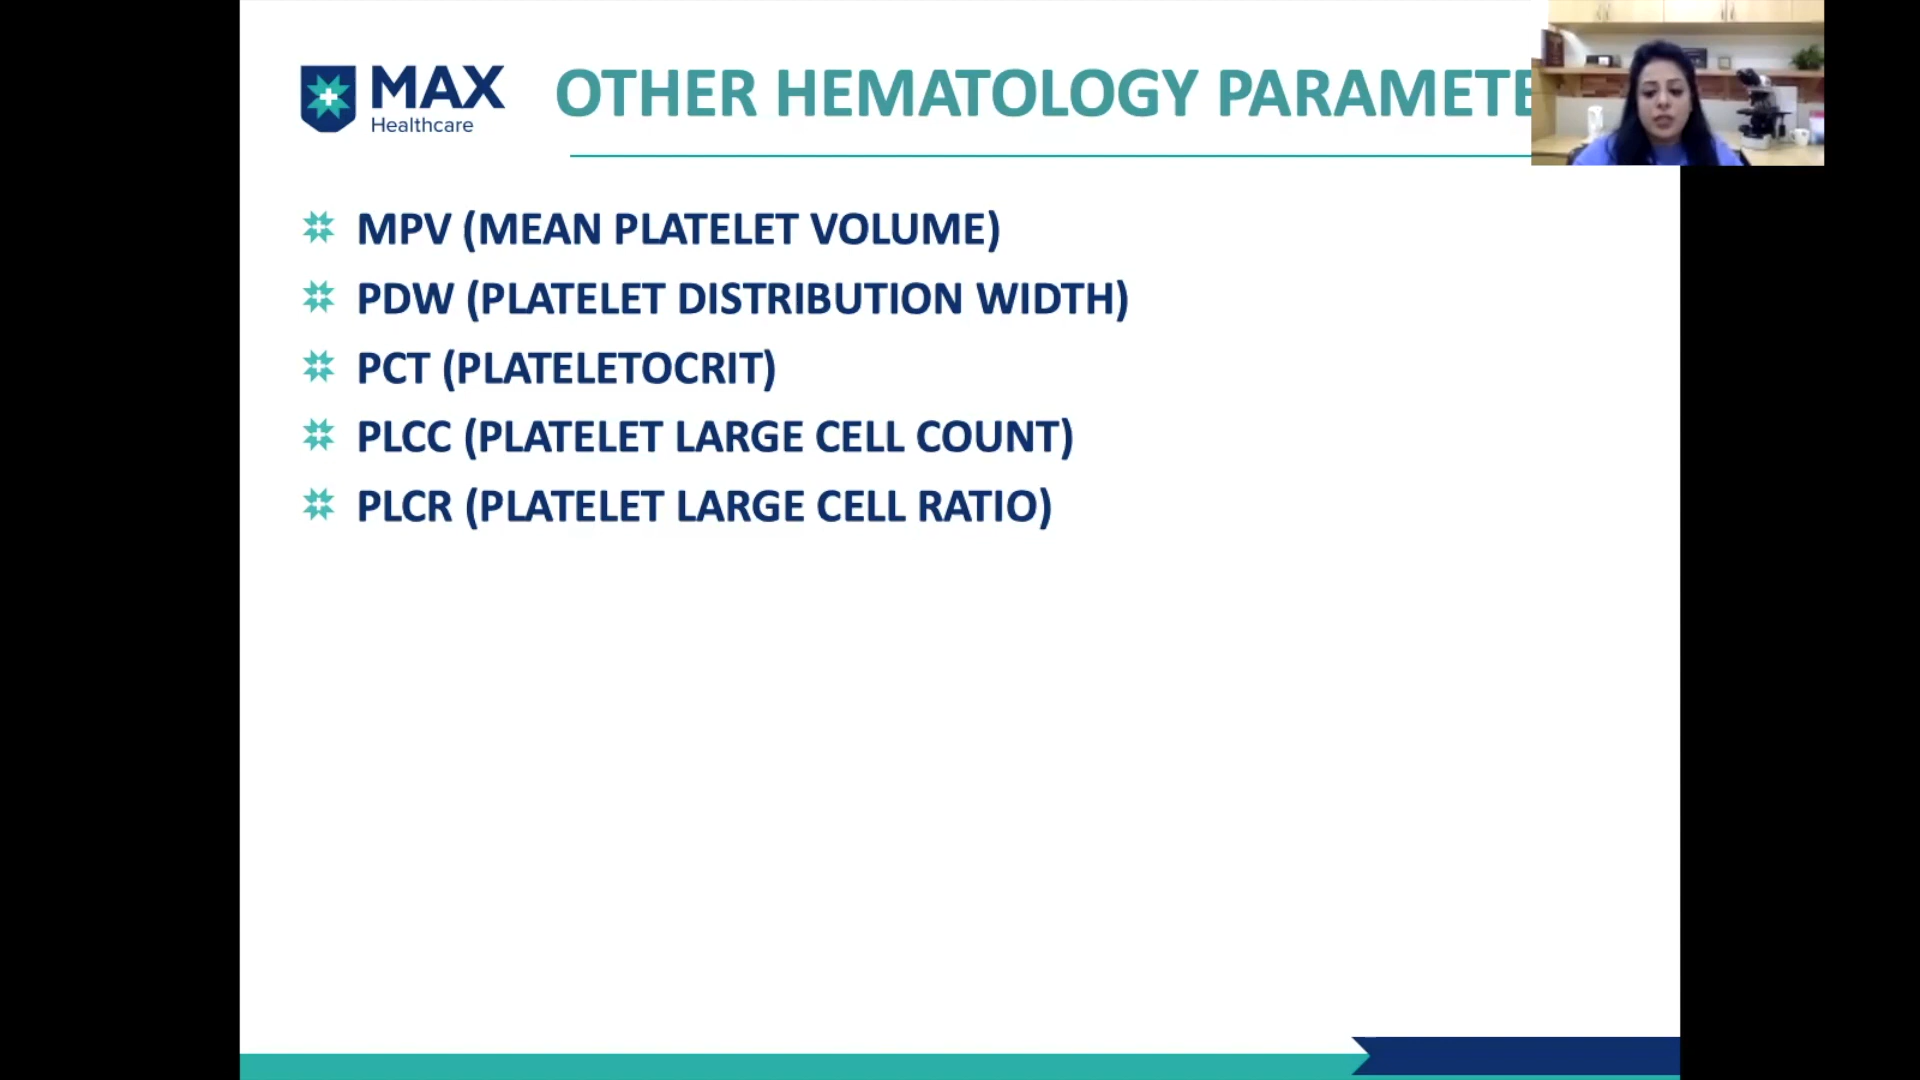 MAX
Healthcare
OTHER HEMATOLOGY PARAMETE
MPV (MEAN PLATELET VOLUME)
PDW (PLATELET DISTRIBUTION WIDTH)
PCT (PLATELETOCRIT)
PLCC (PLATELET LARGE CELL COUNT)
PLCR (PLATELET LARGE CELL RATIO)